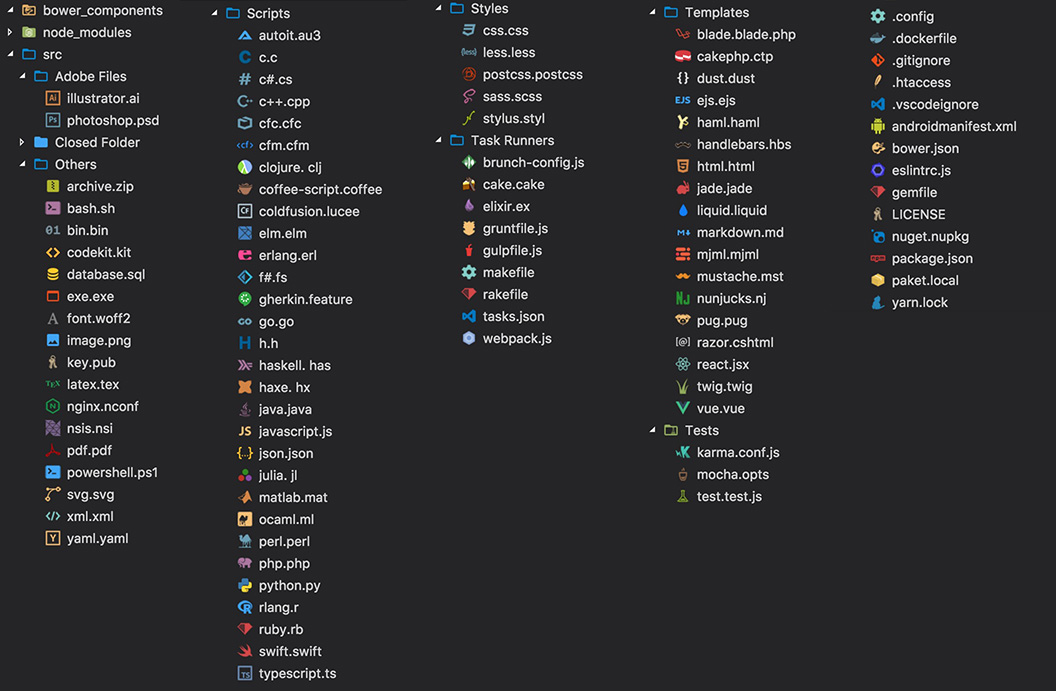 bower_components
node_modules
src
Adobe Files
illustrator.ai
photoshop.psd
Closed Folder
Others
archive.zip
bash.sh
bin.bin
codekit.kit
database.sql
exe.exe
font.woff2
image.png
key.pub
latex.tex
nginx.nconf
nsis.nsi
pdf.pdf
powershell.ps1
svg.svg
xml.xml
yaml.yaml
Scripts
autoit.au3
c.c
c#.cs
c++.cpp
cfc.cfc
cfm.cfm
clojure. clj
coffee-script.coffee
coldfusion.lucee
elm.elm
erlang.erl
f#.fs
gherkin.feature
go.go
h.h
haskell. has
haxe. hx
java.java
javascript.js
json.json
julia. jl
matlab.mat
ocaml.ml
perl.perl
php.php
python.py
rlang.r
ruby.rb
swift.swift
typescript.ts
Styles
css.css
less.less
postcss.postcss
sass.scss
stylus.styl
Task Runners
brunch-config.js
cake.cake
elixir.ex
gruntfile.js
gulpfile.js
makefile
rakefile
tasks.json
webpack.js
Templates
blade.blade.php
cakephp.ctp
dust.dust
ejs.ejs
haml.haml
handlebars.hbs
html.html
jade.jade
liquid.liquid
markdown.md
mjml.mjml
mustache.mst
nunjucks.nj
pug.pug
razor.cshtml
react.jsx
twig.twig
vue.vue
Tests
karma.conf.js
mocha.opts
test.test.js
.config
.dockerfile
.gitignore
.htaccess
.vscodeignore
androidmanifest.xml
bower.json
eslintrc.js
gemfile
LICENSE
nuget.nupkg
package.json
paket.local
yarn.lock